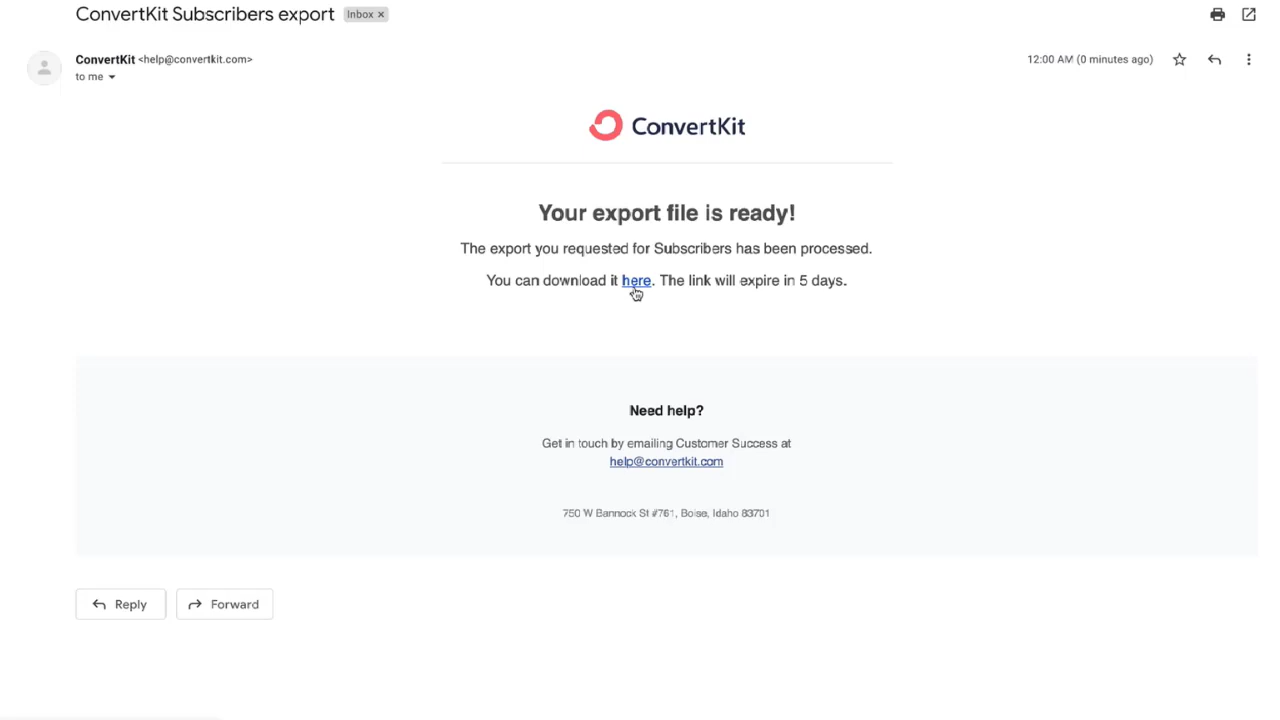 ConvertKit Subscribers export Inbox ×
ConvertKit <help@convertkit.com> 12:00 AM (0 minutes ago)
to me
ConvertKit
Your export file is ready!
The export you requested for Subscribers has been processed.
You can download it here. The link will expire in 5 days.
Need help?
Get in touch by emailing Customer Success at
help@convertkit.com
750 W Bannock St #761, Boise, Idaho 83701
Reply Forward